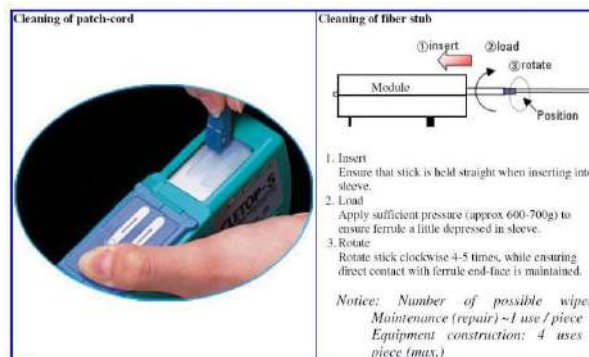 Cleaning of patch-cord
LETOP-S
Cleaning of fiber stub
①insert
②load
③rotate
Module
Position
1. Insert
Ensure that stick is held straight when inserting into
sleeve.
2. Load
Apply sufficient pressure (approx 600-700g) to
ensure ferrule a little depressed in sleeve.
3. Rotate
Rotate stick clockwise 4-5 times, while ensuring
direct contact with ferrule end-face is maintained.
Notice: Number of possible wipe
Maintenance (repair) ~1 use / piece
Equipment construction: 4 uses
piece (max.)